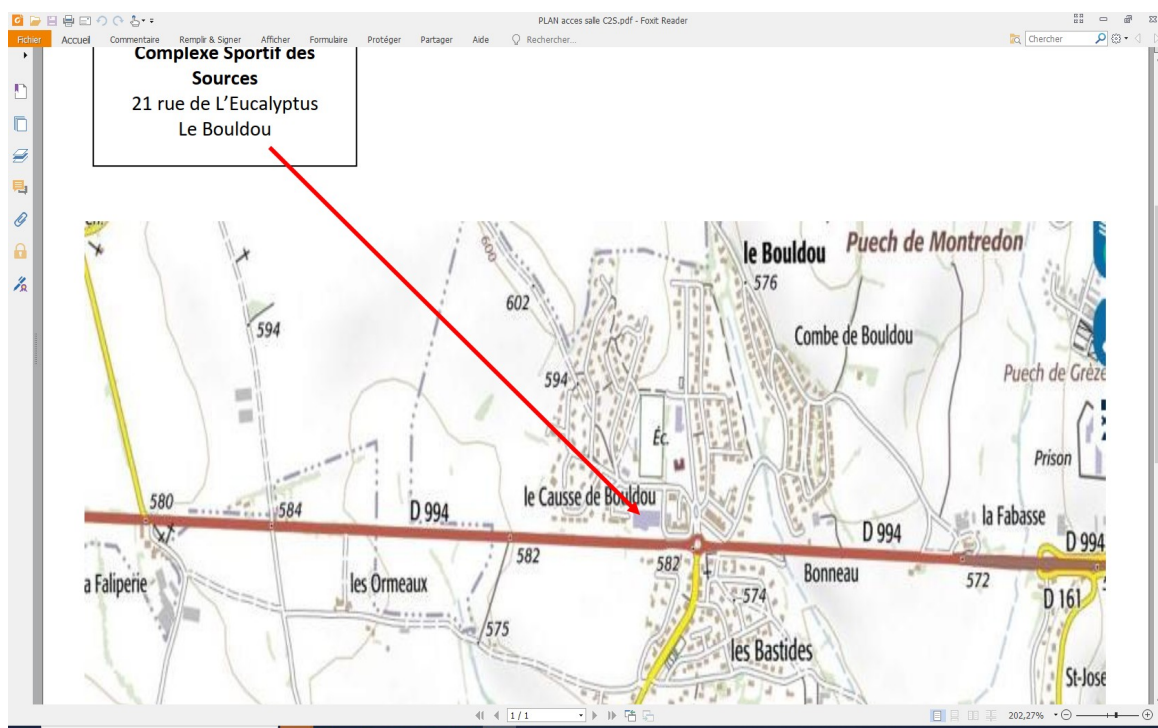 PLAN acces salle C2S.pdf - Foxit Reader
Fichier Accueil Commentaire Remplir & Signer Afficher Formulaire Protéger Partager Aide Rechercher... Chercher
Complexe Sportif des
Sources
21 rue de L'Eucalyptus
Le Bouldou
le Bouldou
Puech de Montredon
600
576
602
594
Combe de Bouldou
594
Puech de Grèze
Éc.
Prison
le Causse de Bouldou
580
584
D 994
la Fabasse
D 994
D 994
582
582
Bonneau
572
la Faliperie
les Ormeaux
574
D 161
575
les Bastides
St-Jose
1 / 1
202,27%